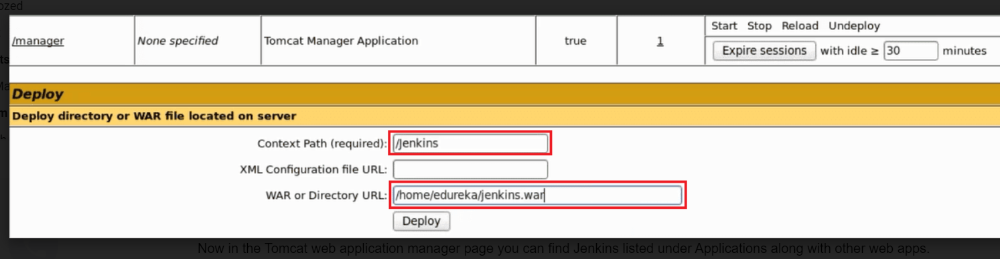 ozed
Start Stop Reload Undeploy
/manager None specified Tomcat Manager Application true 1
Expire sessions with idle ≥ 30 minutes
Deploy
Deploy directory or WAR file located on server
Context Path (required): /Jenkins
XML Configuration file URL:
WAR or Directory URL: /home/edureka/jenkins.war
Deploy
Now in the Tomcat web application manager page you can find Jenkins listed under Applications along with other web apps.